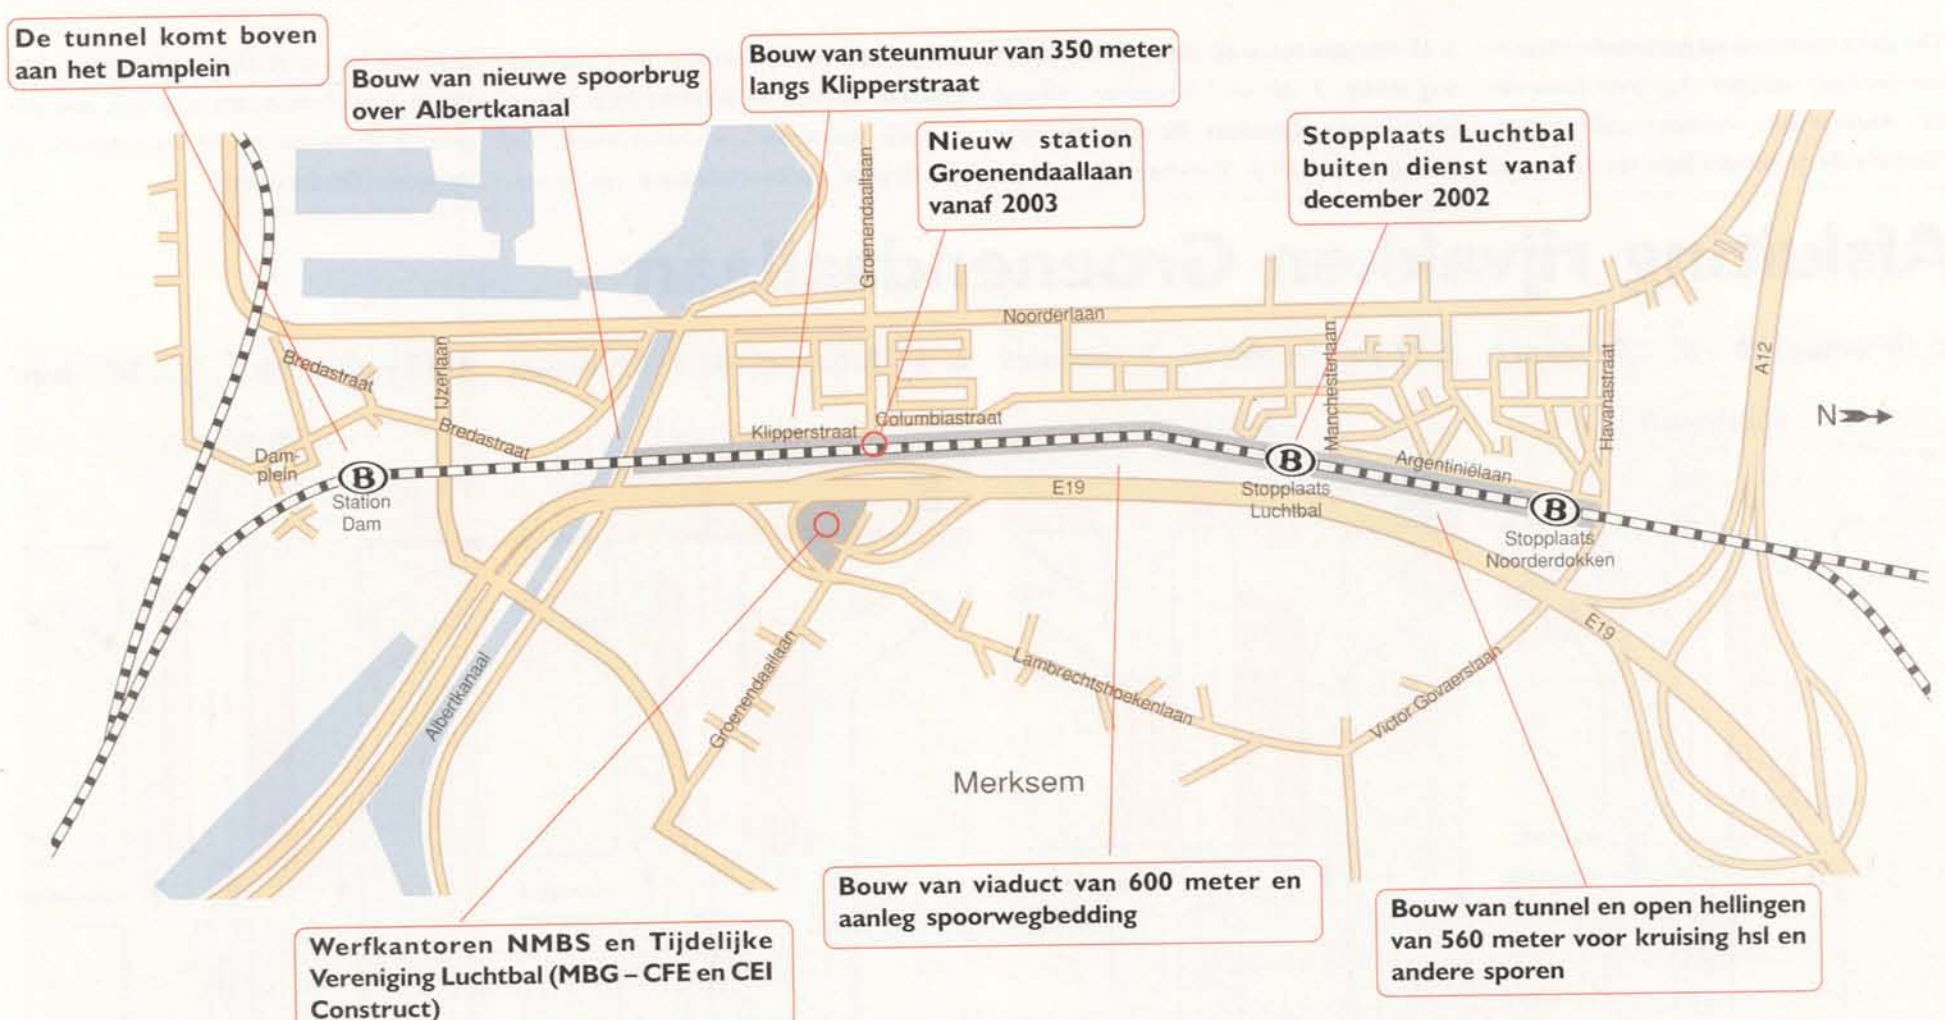 De tunnel komt boven
aan het Damplein
Bouw van nieuwe spoorbrug
over Albertkanaal
Bouw van steunmuur van 350 meter
langs Klipperstraat
Nieuw station
Groenendaallaan
vanaf 2003
Stopplaats Luchtbal
buiten dienst vanaf
december 2002
Groenendaallaan
Noorderlaan
A12
Bredastraat
IJzerlaan
Manchesterlaan
Havanastraat
N
Columbiastraat
Klipperstraat
Bredastraat
Dam-
plein
B
Station
Dam
B
Stopplaats
Luchtbal
Argentiniëlaan
E19
B
Stopplaats
Noorderdokken
E19
Albertkanaal
Groenendaallaan
Lambrechtshoekenlaan
Victor Govaerslaan
Merksem
Werfkantoren NMBS en Tijdelijke
Vereniging Luchtbal (MBG – CFE en CEI
Construct)
Bouw van viaduct van 600 meter en
aanleg spoorwegbedding
Bouw van tunnel en open hellingen
van 560 meter voor kruising hsl en
andere sporen